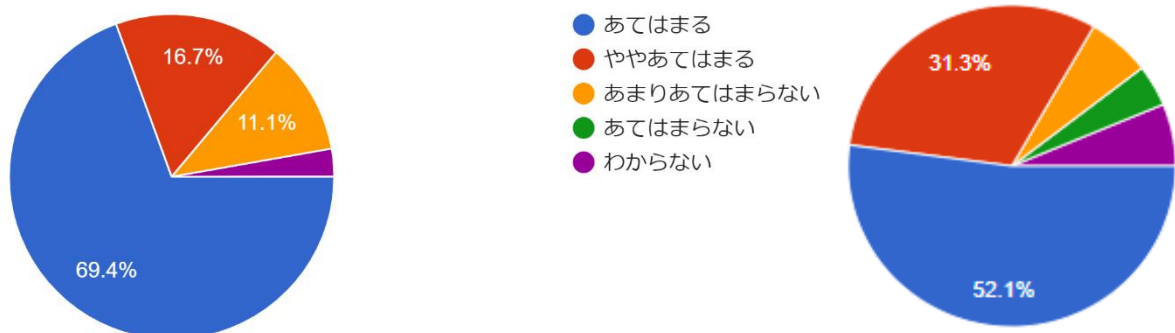 16.7%
11.1%
69.4%
あてはまる
ややあてはまる
あまりあてはまらない
あてはまらない
わからない
31.3%
52.1%